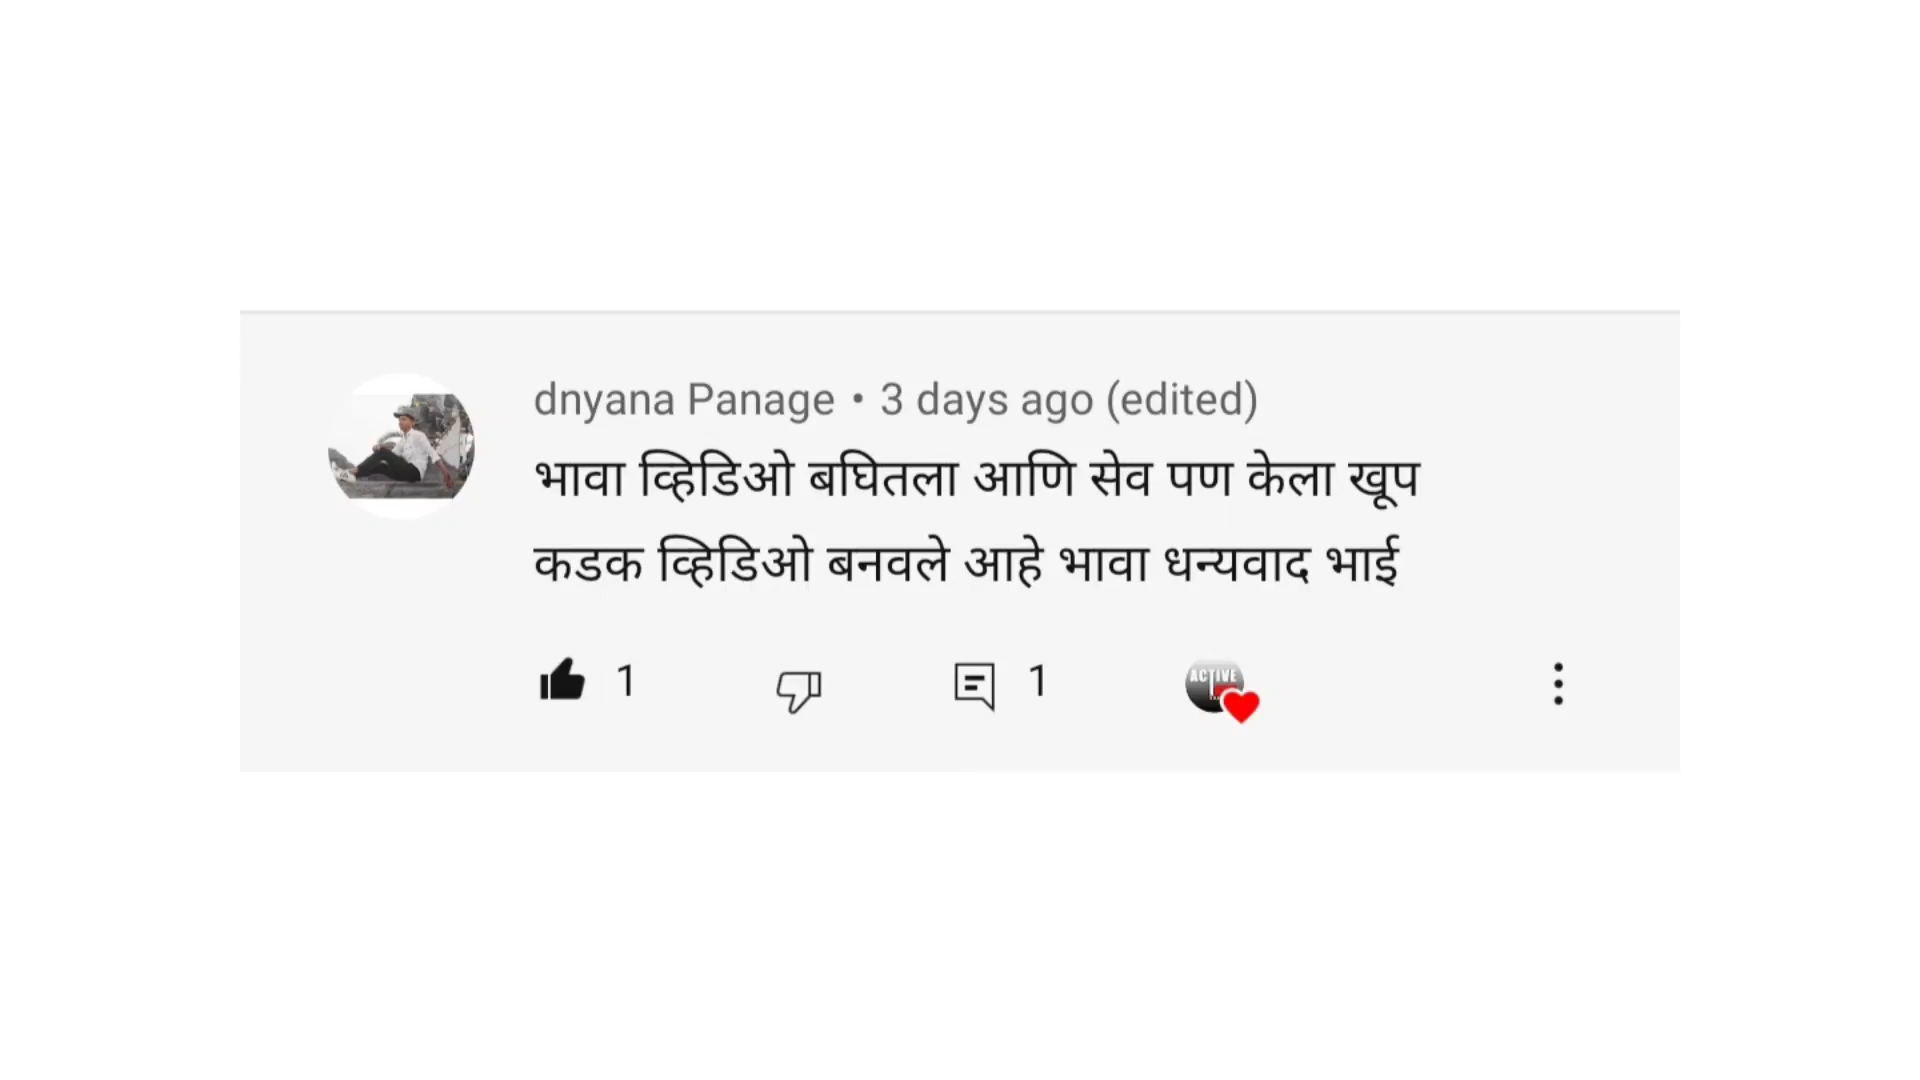 dnyana Panage • 3 days ago (edited)
भावा व्हिडिओ बघितला आणि सेव पण केला खूप
कडक व्हिडिओ बनवले आहे भावा धन्यवाद भाई
1 1 ACTIVE